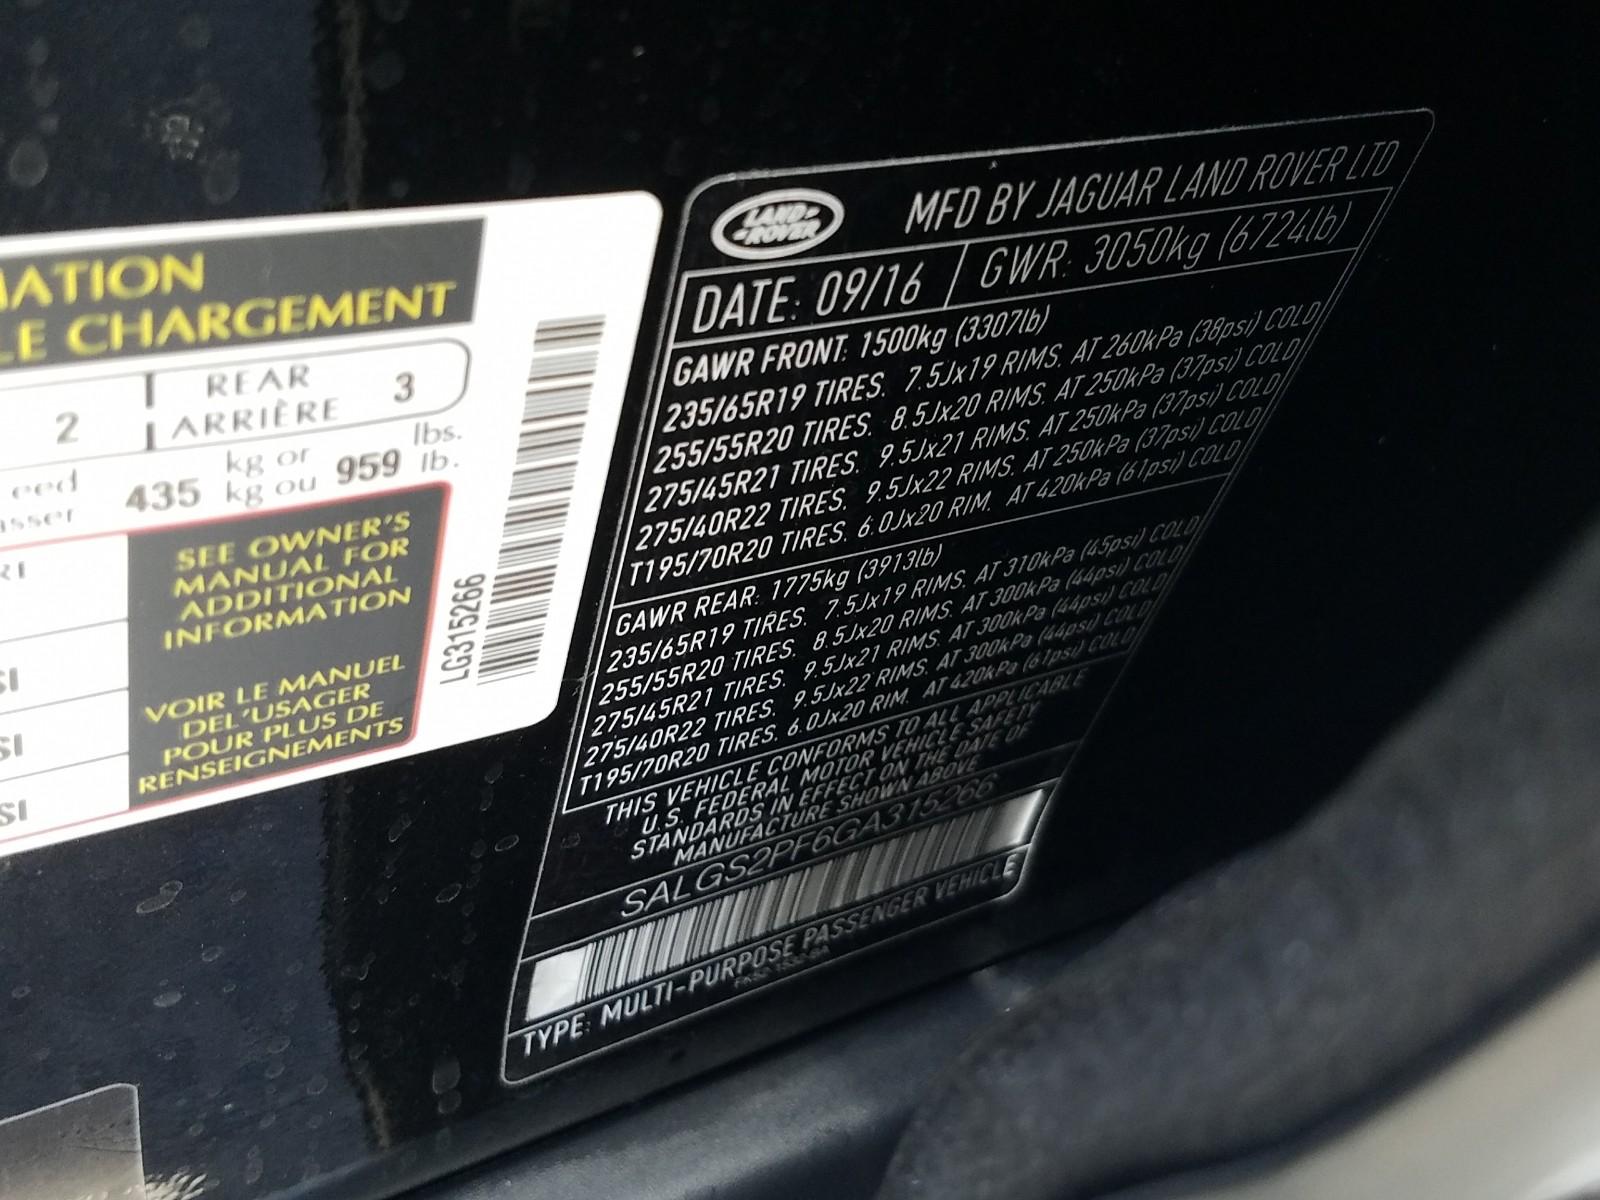 MATION
LE CHARGEMENT
2 REAR 3
ARRIÈRE
eed 435 kg or 959 lbs.
asser kg ou lb.
RI
SEE OWNER'S
MANUAL FOR
ADDITIONAL
INFORMATION
SI
VOIR LE MANUEL
DEL'USAGER
POUR PLUS DE
RENSEIGNEMENTS
SI
SI
LG315266
LAND-
-ROVER
MFD BY JAGUAR LAND ROVER LTD
DATE: 09/16 GWR: 3050kg (6724lb)
GAWR FRONT: 1500kg (3307lb)
235/65R19 TIRES. 7.5Jx19 RIMS. AT 260kPa (38psi) COLD
255/55R20 TIRES. 8.5Jx20 RIMS. AT 250kPa (37psi) COLD
275/45R21 TIRES. 9.5Jx21 RIMS. AT 250kPa (37psi) COLD
275/40R22 TIRES. 9.5Jx22 RIMS. AT 250kPa (37psi) COLD
T195/70R20 TIRES. 6.0Jx20 RIM. AT 420kPa (61psi) COLD
GAWR REAR: 1775kg (3913lb)
235/65R19 TIRES. 7.5Jx19 RIMS. AT 310kPa (45psi) COLD
255/55R20 TIRES. 8.5Jx20 RIMS. AT 300kPa (44psi) COLD
275/45R21 TIRES. 9.5Jx21 RIMS. AT 300kPa (44psi) COLD
275/40R22 TIRES. 9.5Jx22 RIMS. AT 300kPa (44psi) COLD
T195/70R20 TIRES. 6.0Jx20 RIM. AT 420kPa (61psi) COLD
THIS VEHICLE CONFORMS TO ALL APPLICABLE
U.S. FEDERAL MOTOR VEHICLE SAFETY
STANDARDS IN EFFECT ON THE DATE OF
MANUFACTURE SHOWN ABOVE
SALGS2PF6GA315266
TYPE: MULTI-PURPOSE PASSENGER VEHICLE